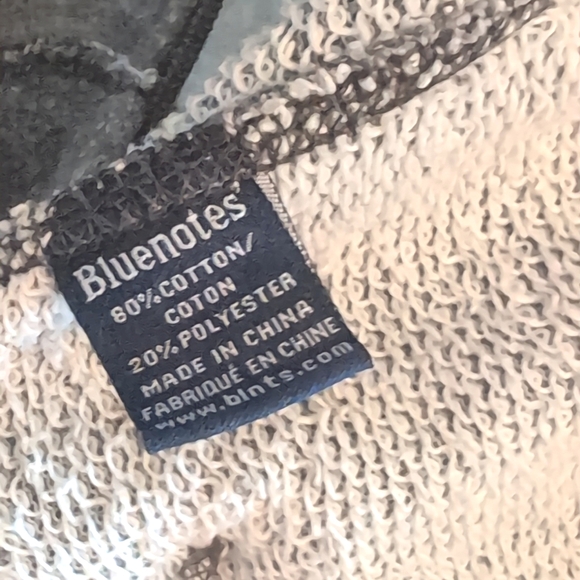 Bluenotes
80% COTTON/
COTON
20% POLYESTER
MADE IN CHINA
FABRIQUÉ EN CHINE
www.blnts.com